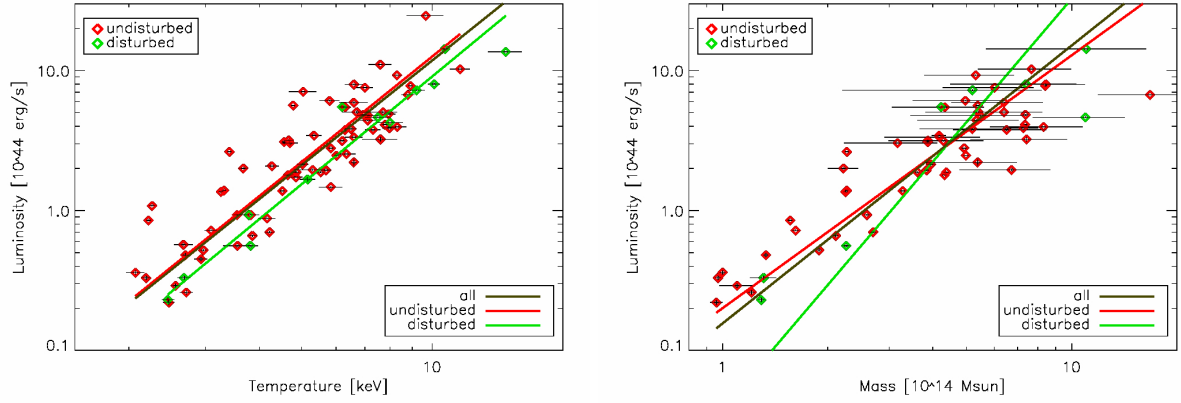 undisturbed
disturbed
10.0
1.0
0.1
Luminosity [10^44 erg/s]
all
undisturbed
disturbed
10
Temperature [keV]
undisturbed
disturbed
10.0
1.0
0.1
Luminosity [10^44 erg/s]
all
undisturbed
disturbed
1
10
Mass [10^14 Msun]